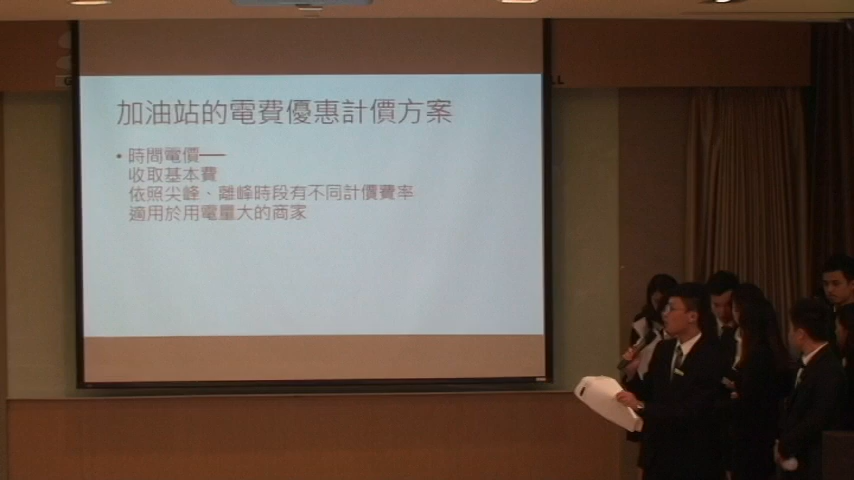 加油站的電費優惠計價方案
• 時間電價──
收取基本費
依照尖峰、離峰時段有不同計價費率
適用於用電量大的商家